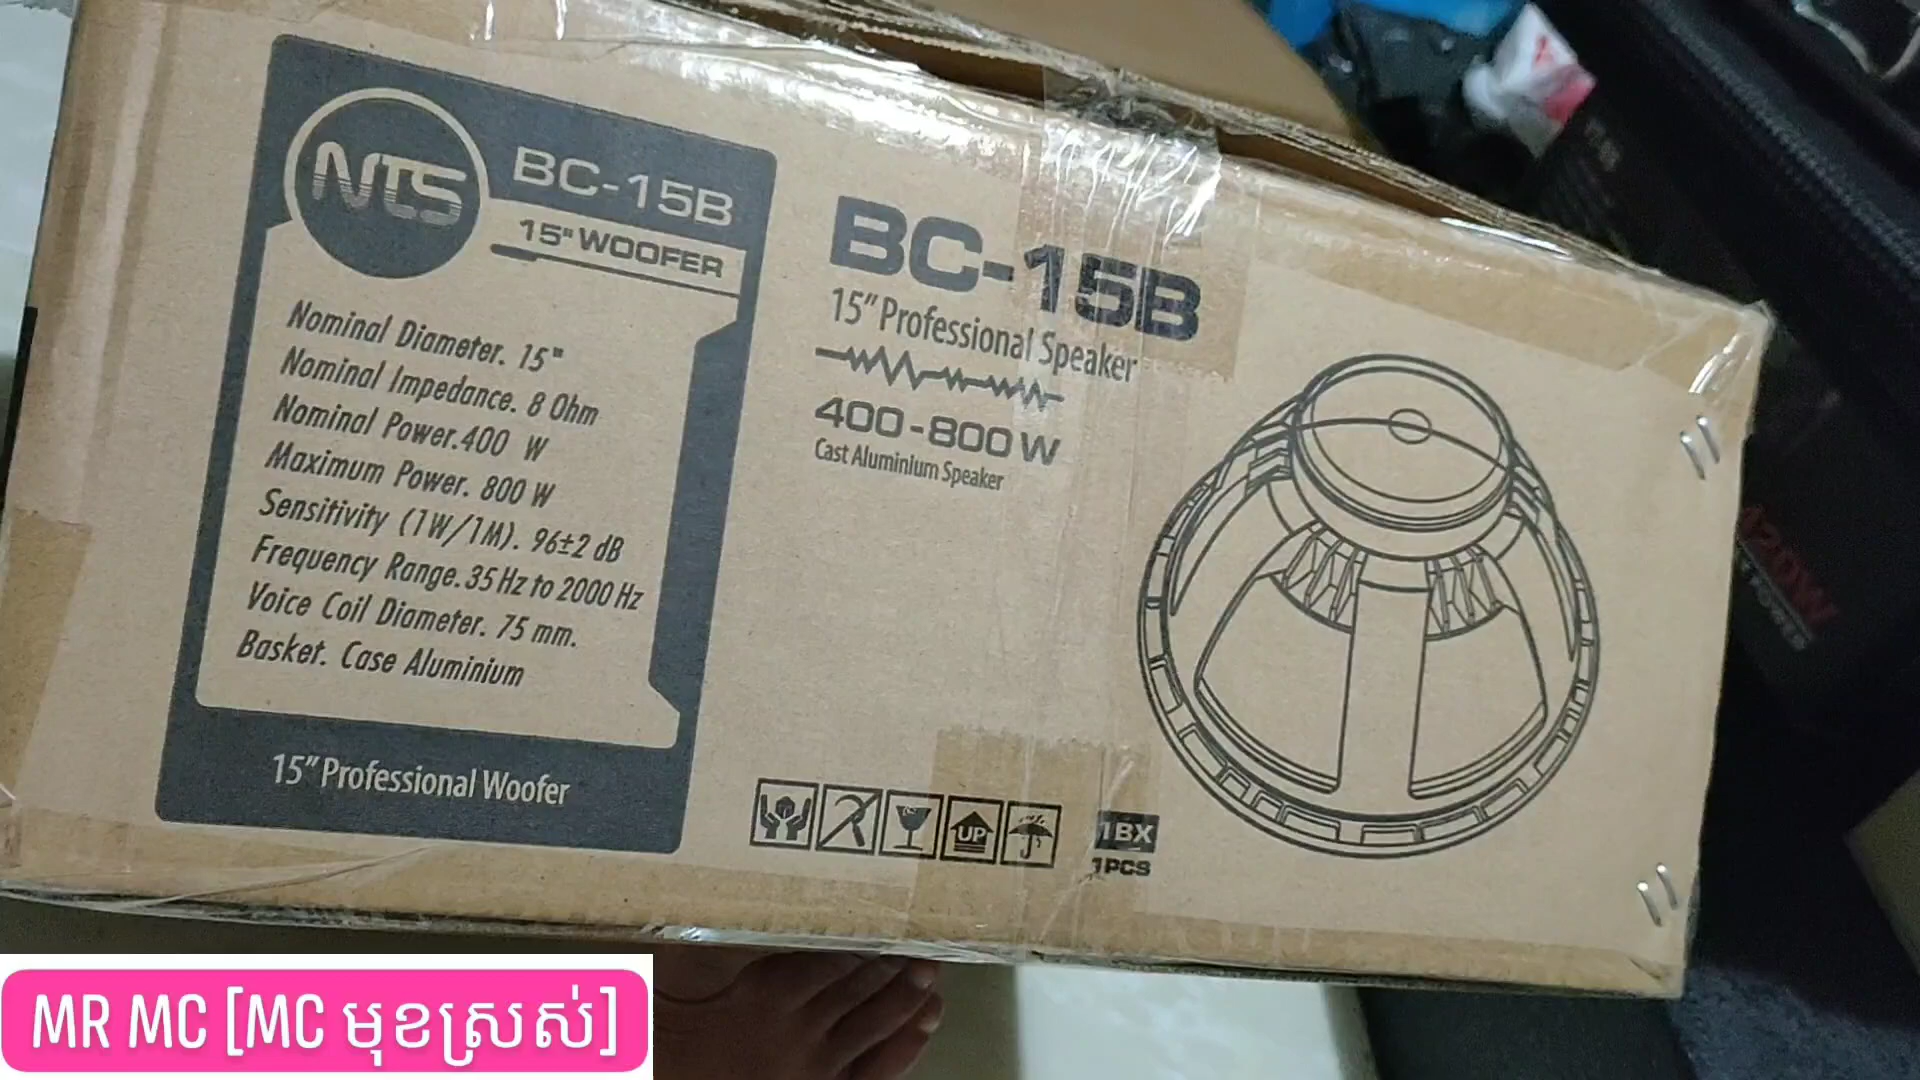 NTS
BC-15B
15" WOOFER
Nominal Diameter. 15"
Nominal Impedance. 8 Ohm
Nominal Power.400 W
Maximum Power. 800 W
Sensitivity (1W/1M). 96±2 dB
Frequency Range.35 Hz to 2000 Hz
Voice Coil Diameter. 75 mm.
Basket. Case Aluminium
15" Professional Woofer
BC-15B
15" Professional Speaker
400-800 W
Cast Aluminium Speaker
UP
1BX
1PCS
MR MC [MC មុខស្រស់]